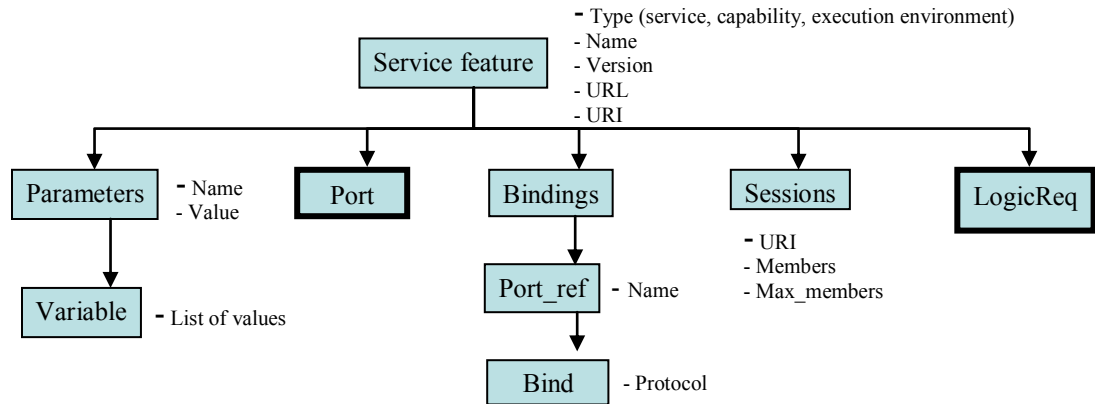 - Type (service, capability, execution environment)
- Name
Service feature
- Version
- URL
- URI
Parameters
- Name
- Value
Port
Bindings
Sessions
LogicReq
- URI
- Members
- Max_members
Port_ref
- Name
Variable
- List of values
Bind
- Protocol